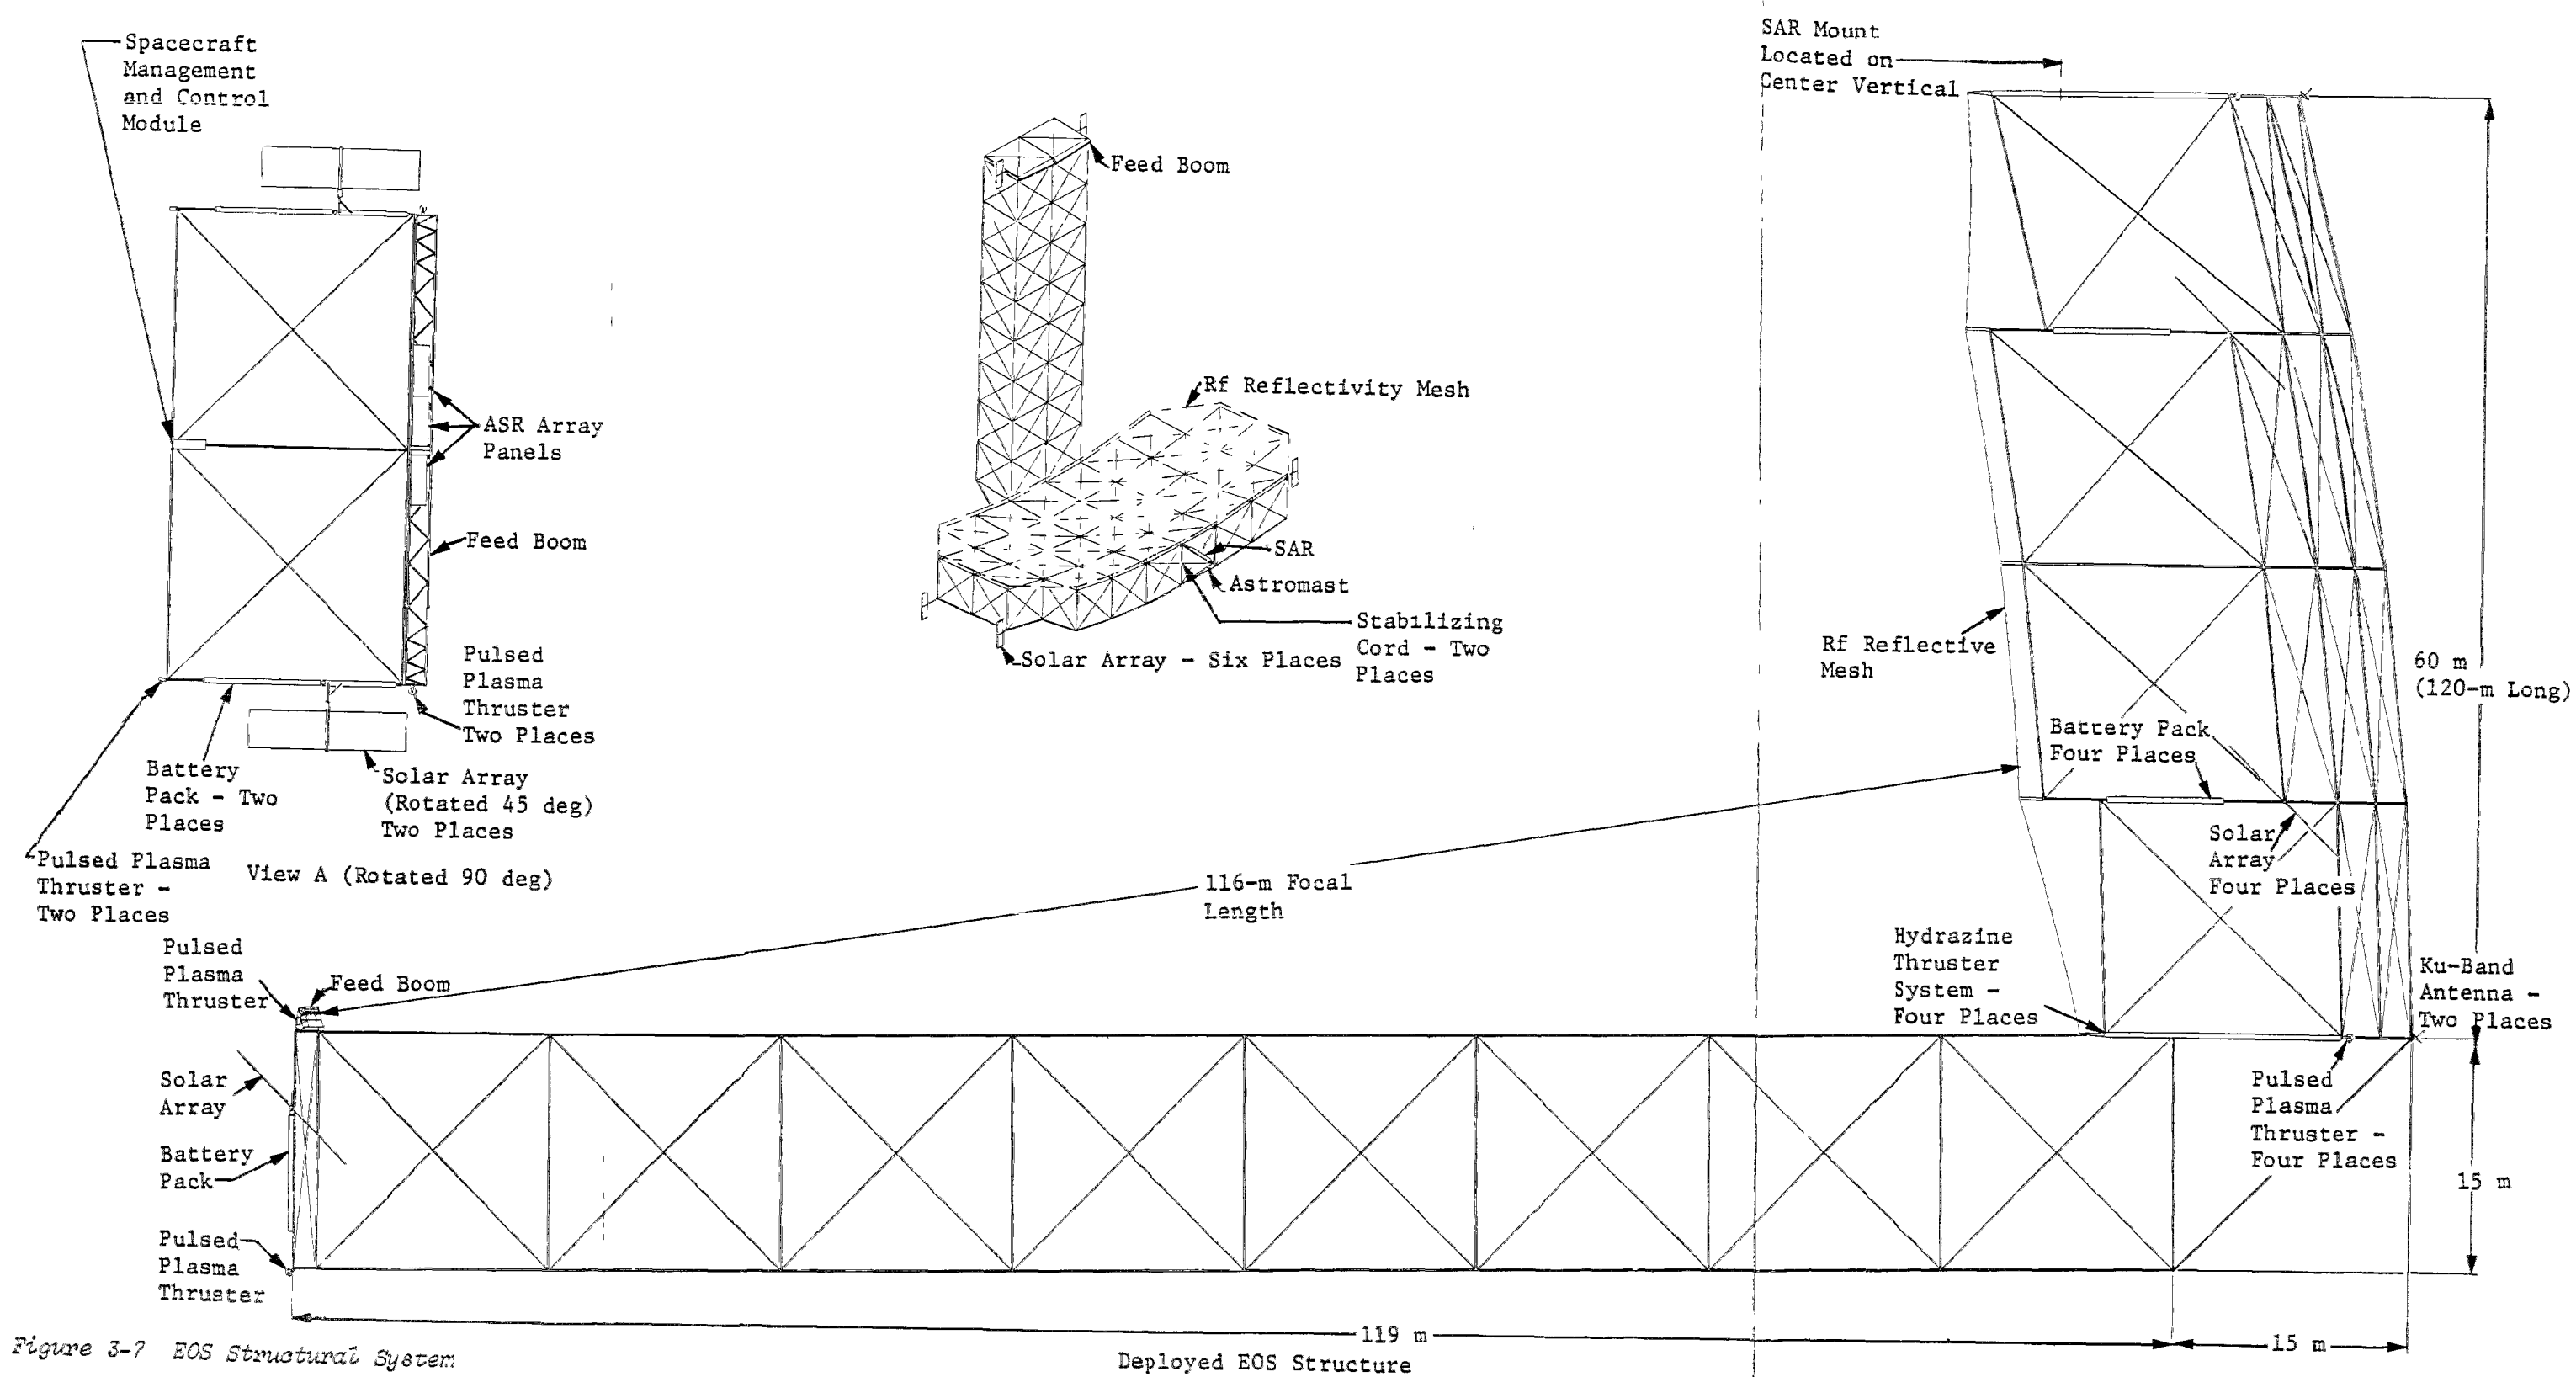 Spacecraft
Management
and Control
Module
ASR Array
Panels
Feed Boom
Pulsed
Plasma
Thruster
Two Places
Battery
Pack - Two
Places
Solar Array
(Rotated 45 deg)
Two Places
Pulsed Plasma
Thruster -
Two Places
View A (Rotated 90 deg)
Feed Boom
Rf Reflectivity Mesh
SAR
Astromast
Stabilizing
Cord - Two
Places
Solar Array - Six Places
SAR Mount
Located on
Center Vertical
Rf Reflective
Mesh
60 m
(120-m Long)
Battery Pack
Four Places
Solar
Array
Four Places
116-m Focal
Length
Hydrazine
Thruster
System -
Four Places
Ku-Band
Antenna -
Two Places
Pulsed
Plasma
Thruster
Feed Boom
Solar
Array
Battery
Pack
Pulsed
Plasma
Thruster
Pulsed
Plasma
Thruster -
Four Places
15 m
119 m
15 m
Figure 3-7 EOS Structural System
Deployed EOS Structure